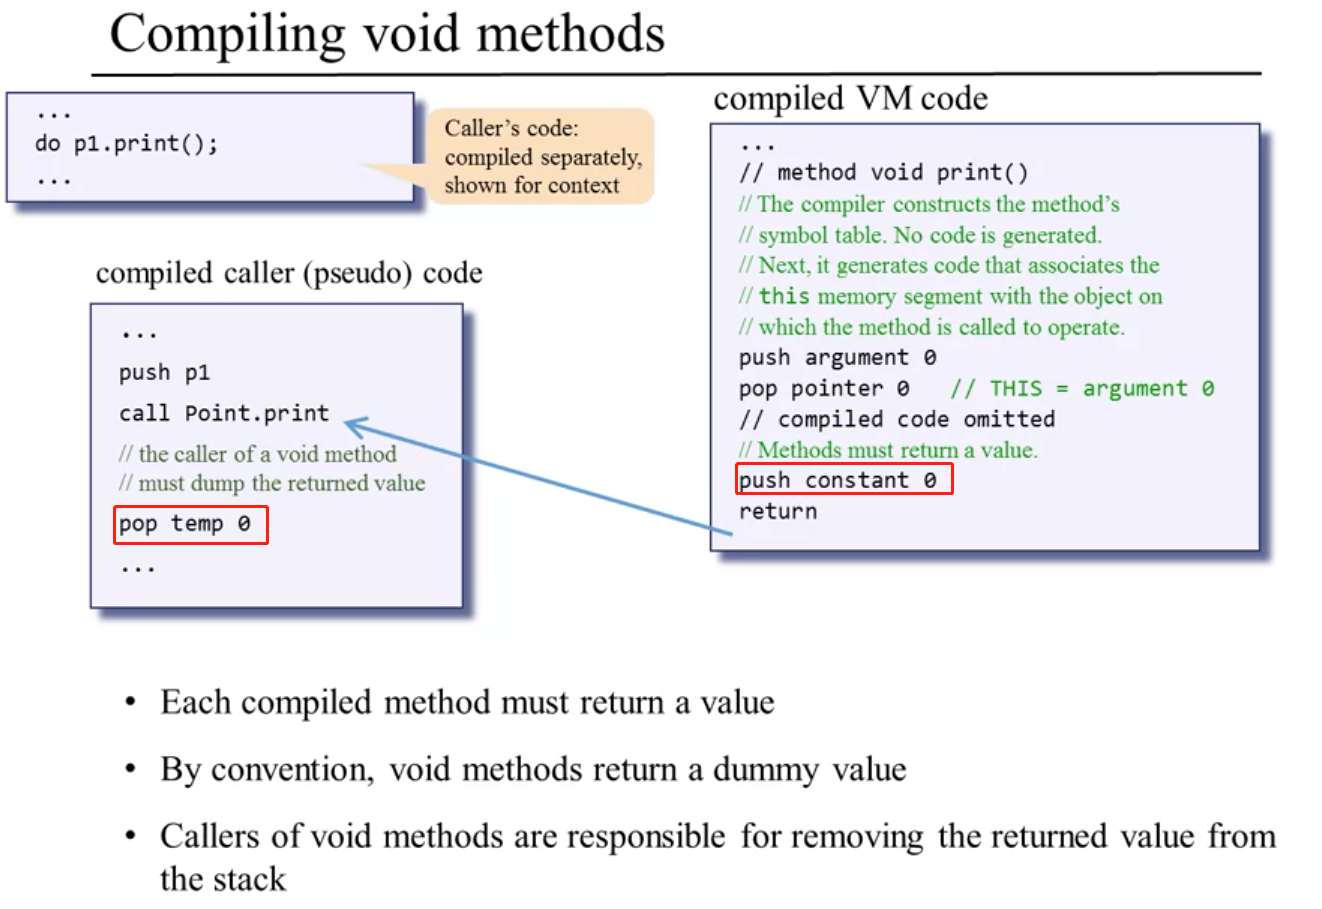 Compiling void methods
...
do p1.print();
...
Caller's code:
compiled separately,
shown for context
compiled caller (pseudo) code
...
push p1
call Point.print
// the caller of a void method
// must dump the returned value
pop temp 0
...
compiled VM code
...
// method void print()
// The compiler constructs the method's
// symbol table. No code is generated.
// Next, it generates code that associates the
// this memory segment with the object on
// which the method is called to operate.
push argument 0
pop pointer 0 // THIS = argument 0
// compiled code omitted
// Methods must return a value.
push constant 0
return
• Each compiled method must return a value
• By convention, void methods return a dummy value
• Callers of void methods are responsible for removing the returned value from
the stack